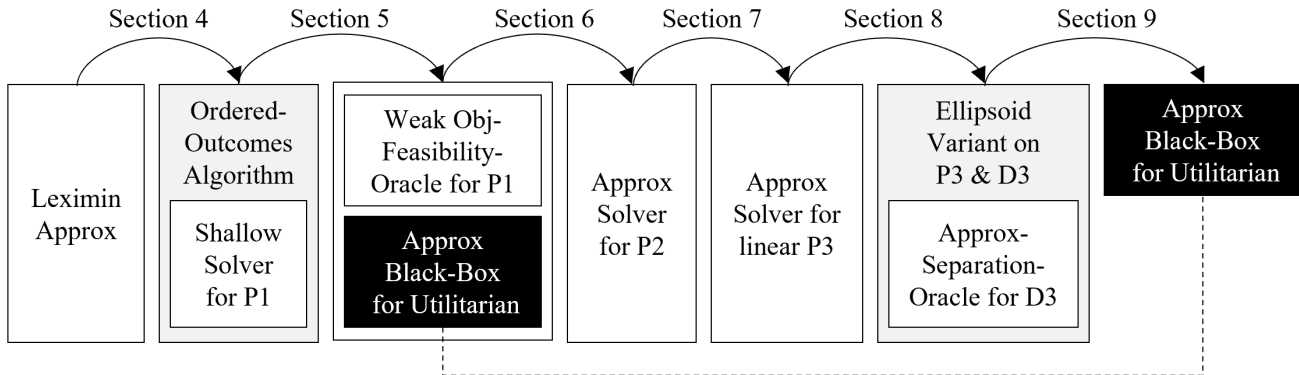 Section 4
Section 5
Section 6
Section 7
Section 8
Section 9
Leximin
Approx
Ordered-
Outcomes
Algorithm
Shallow
Solver
for P1
Weak Obj-
Feasibility-
Oracle for P1
Approx
Black-Box
for Utilitarian
Approx
Solver
for P2
Approx
Solver for
linear P3
Ellipsoid
Variant on
P3 & D3
Approx-
Separation-
Oracle for D3
Approx
Black-Box
for Utilitarian